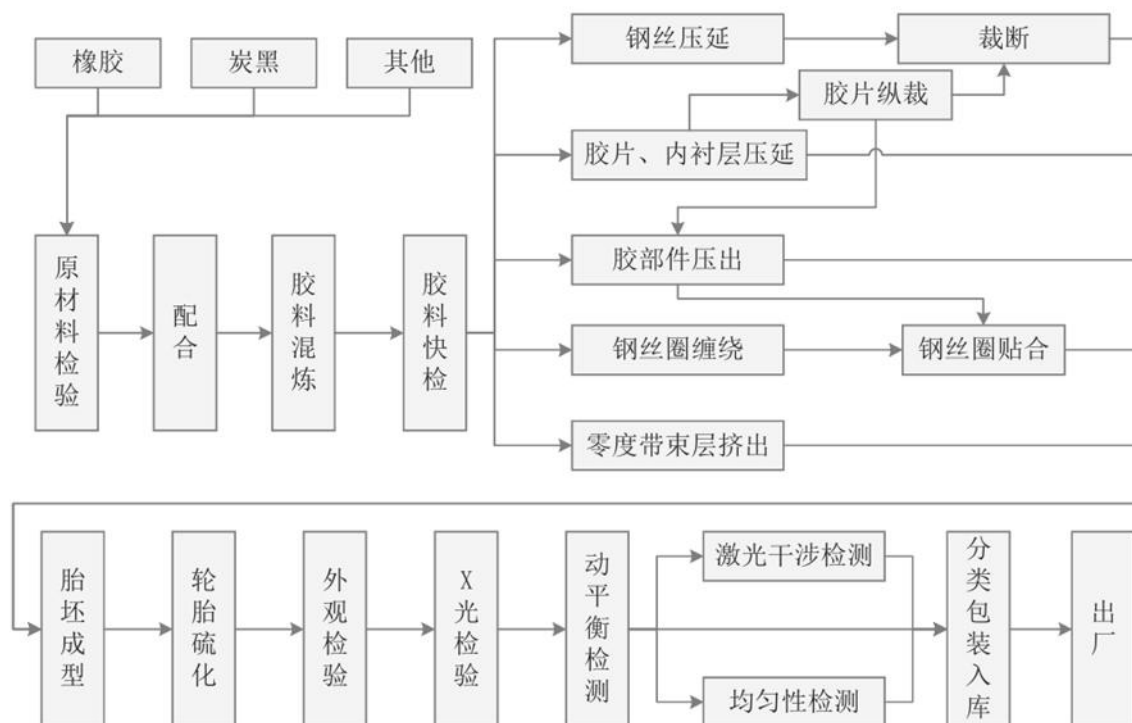 橡胶
炭黑
其他
钢丝压延
裁断
胶片纵裁
胶片、内衬层压延
胶部件压出
钢丝圈缠绕
钢丝圈贴合
零度带束层挤出
原材料检验
配合
胶料混炼
胶料快检
胎坯成型
轮胎硫化
外观检验
X光检验
动平衡检测
激光干涉检测
均匀性检测
分类包装入库
出厂